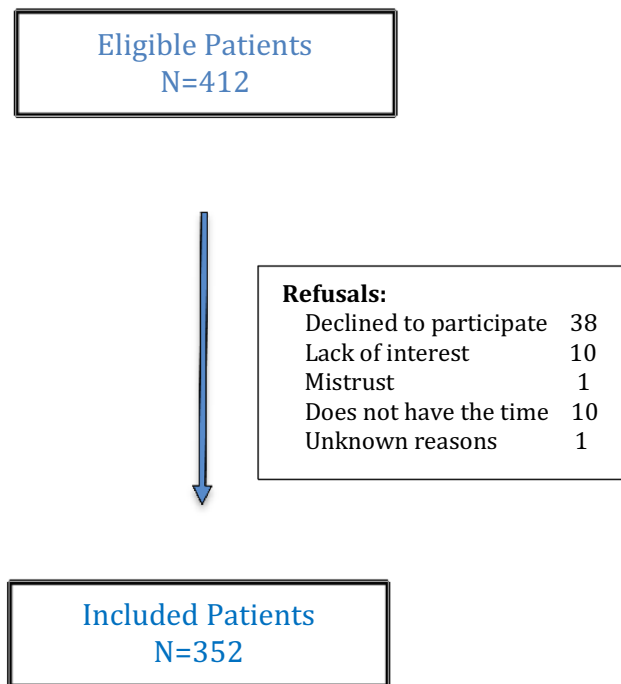 Eligible Patients
N=412
Refusals:
Declined to participate 38
Lack of interest 10
Mistrust 1
Does not have the time 10
Unknown reasons 1
Included Patients
N=352